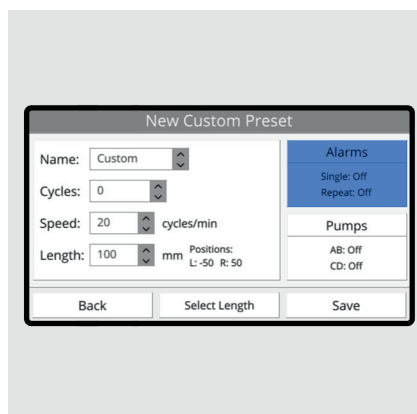 New Custom Preset
Name: Custom
Cycles: 0
Speed: 20 cycles/min
Length: 100 mm Positions:
L: -50 R: 50
Alarms
Single: Off
Repeat: Off
Pumps
AB: Off
CD: Off
Back
Select Length
Save